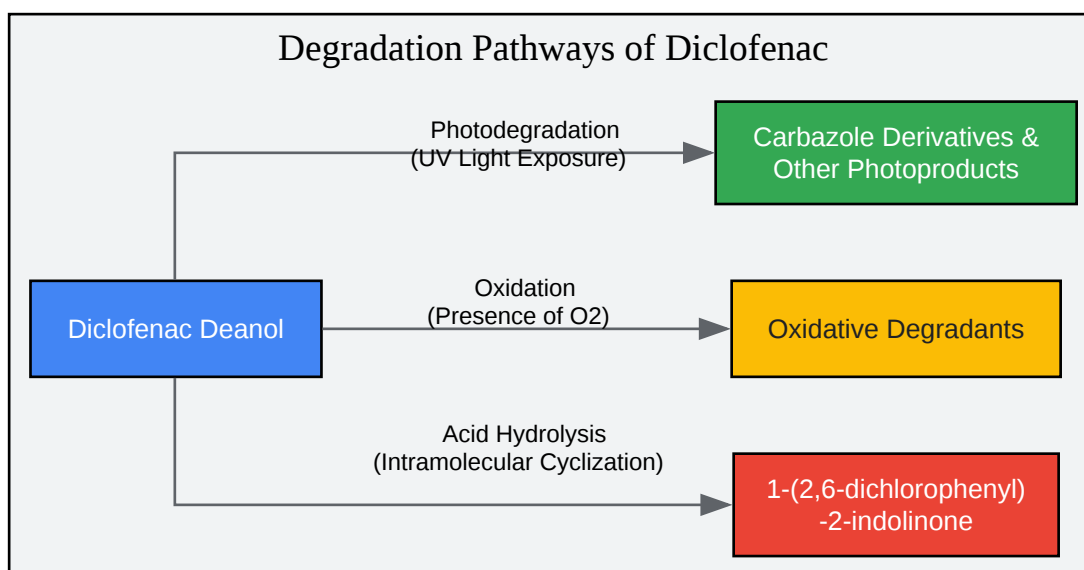 Degradation Pathways of Diclofenac
Photodegradation
(UV Light Exposure)
Carbazole Derivatives &
Other Photoproducts
Diclofenac Deanol
Oxidation
(Presence of O2)
Oxidative Degradants
Acid Hydrolysis
(Intramolecular Cyclization)
1-(2,6-dichlorophenyl)
-2-indolinone